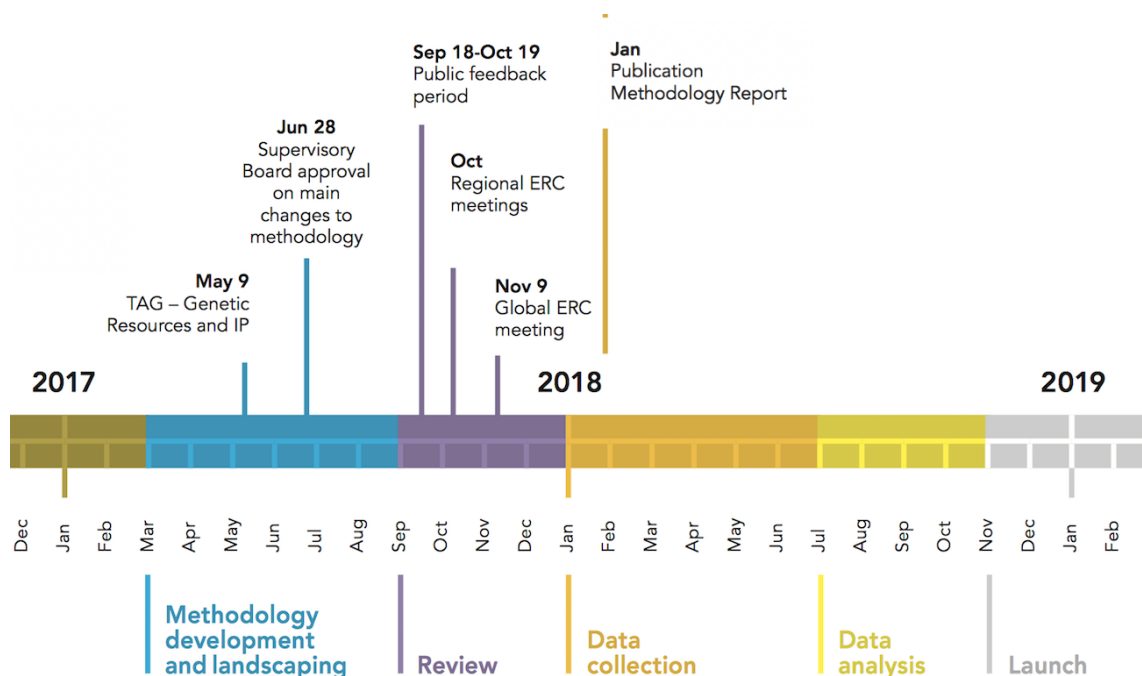 Sep 18-Oct 19
Public feedback
period
Jan
Publication
Methodology Report
Jun 28
Supervisory
Board approval
on main
changes to
methodology
Oct
Regional ERC
meetings
May 9
TAG – Genetic
Resources and IP
Nov 9
Global ERC
meeting
2017
2018
2019
Dec
Jan
Feb
Mar
Apr
May
Jun
Jul
Aug
Sep
Oct
Nov
Dec
Jan
Feb
Mar
Apr
May
Jun
Jul
Aug
Sep
Oct
Nov
Dec
Jan
Feb
Methodology
development
and landscaping
Review
Data
collection
Data
analysis
Launch